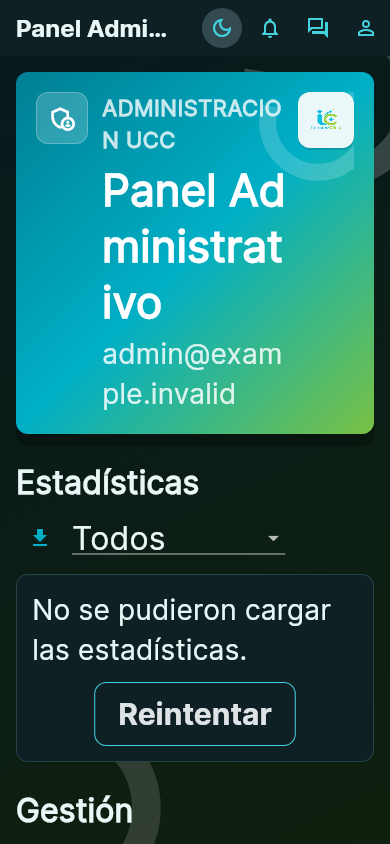 Panel Admi...
ADMINISTRACIO
N UCC
Panel Ad
ministrat
ivo
admin@exam
ple.invalid
Estadísticas
Todos
No se pudieron cargar
las estadísticas.
Reintentar
Gestión